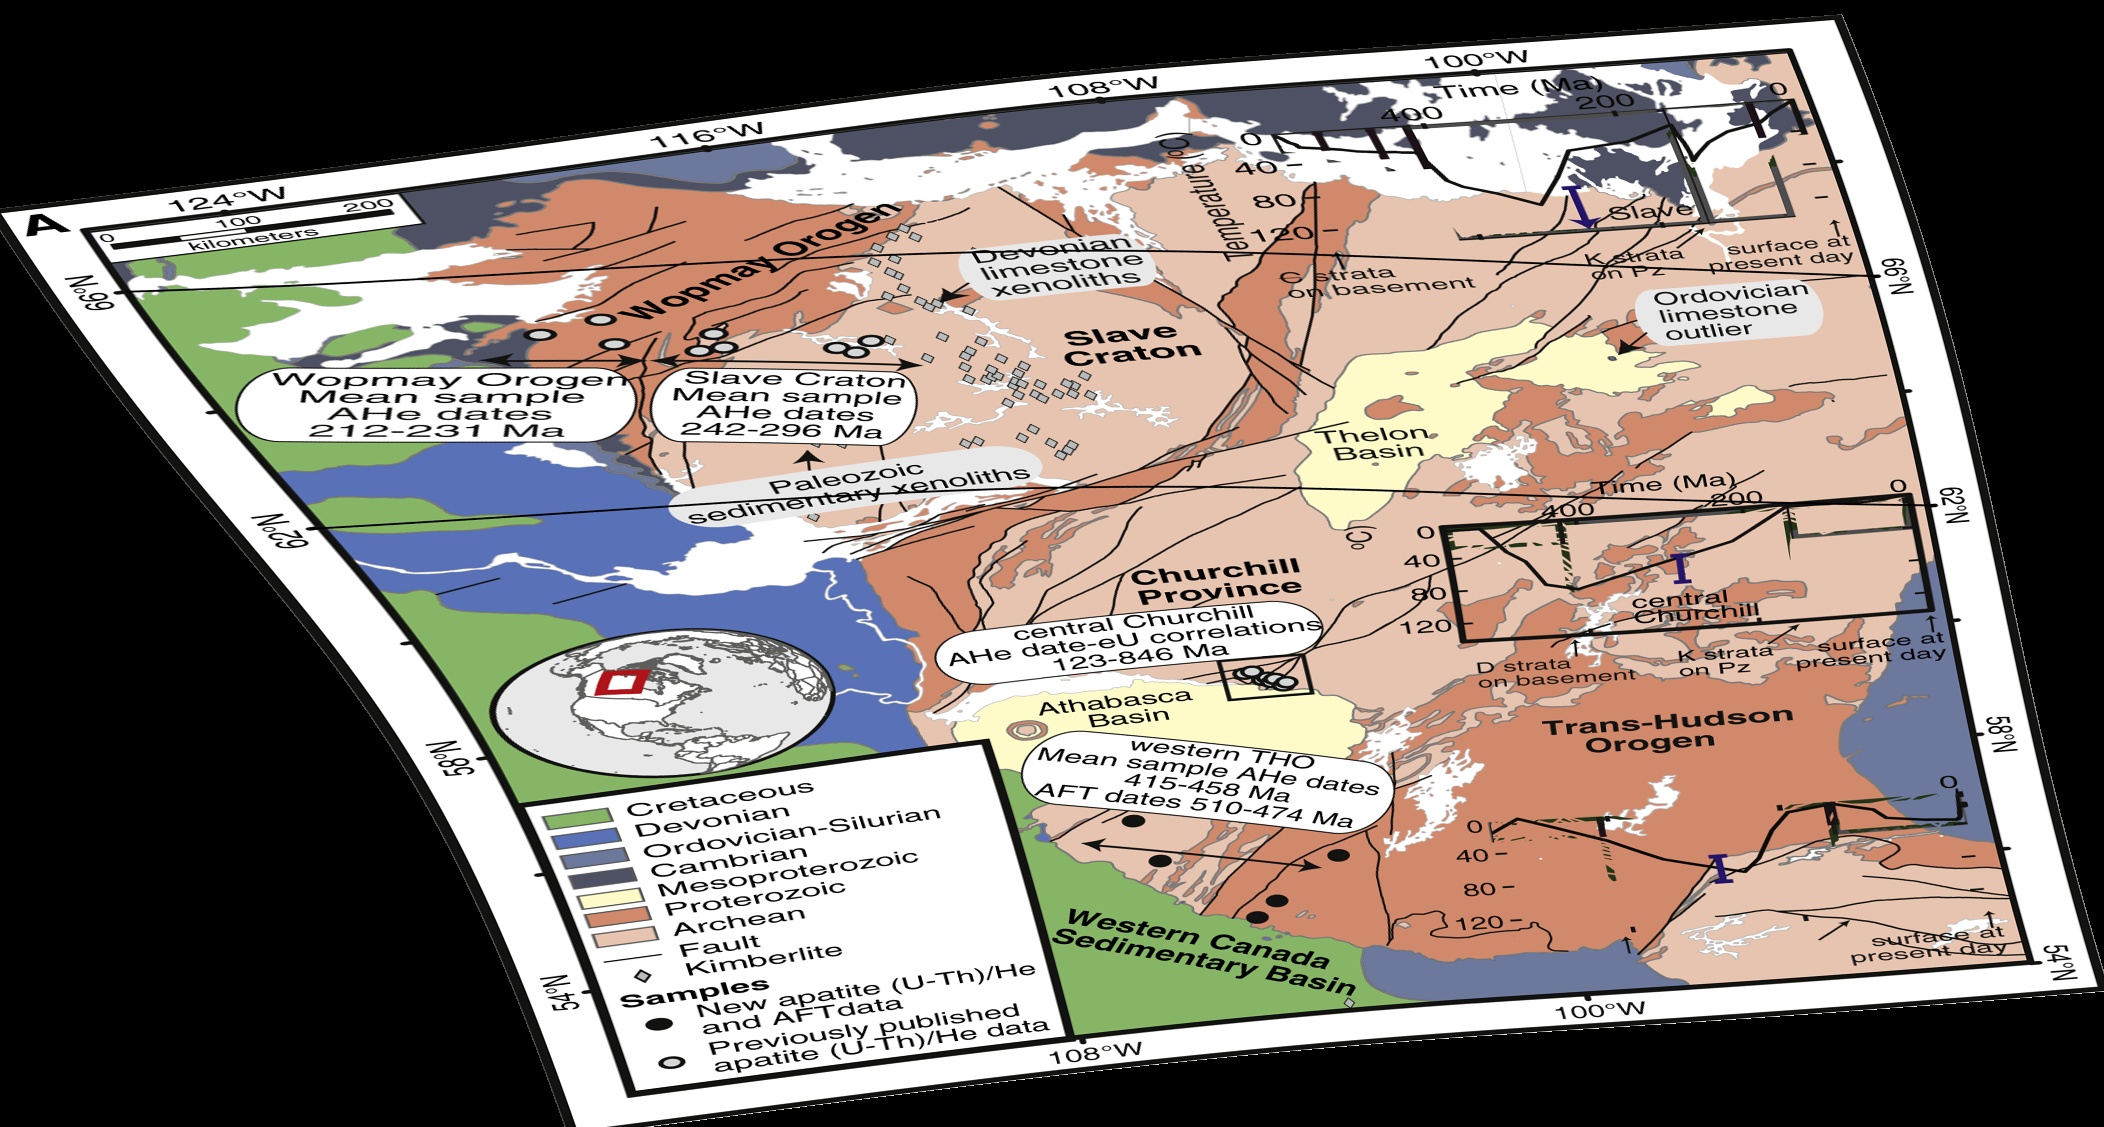 A
124°W
116°W
108°W
100°W
0
100
200
kilometers
66°N
62°N
58°N
54°N
66°N
62°N
58°N
54°N
108°W
100°W
Wopmay Orogen
Devonian
limestone
xenoliths
Slave
Craton
Wopmay Orogen
Mean sample
AHe dates
212-231 Ma
Slave Craton
Mean sample
AHe dates
242-296 Ma
Paleozoic
sedimentary xenoliths
Time (Ma)
400
200
0
Temperature (°C)
0
40
80
120
Slave
C strata
on basement
K strata
on Pz
surface at
present day
Ordovician
limestone
outlier
Thelon
Basin
Time (Ma)
400
200
0
°C)
0
40
80
120
central
Churchill
D strata
on basement
K strata
on Pz
surface at
present day
Churchill
Province
central Churchill
AHe date-eU correlations
123-846 Ma
Athabasca
Basin
western THO
Mean sample AHe dates
415-458 Ma
AFT dates 510-474 Ma
Trans-Hudson
Orogen
0
0
40
80
120
surface at
present day
Western Canada
Sedimentary Basin
Cretaceous
Devonian
Ordovician-Silurian
Cambrian
Mesoproterozoic
Proterozoic
Archean
Fault
Kimberlite
Samples
New apatite (U-Th)/He
and AFTdata
Previously published
apatite (U-Th)/He data